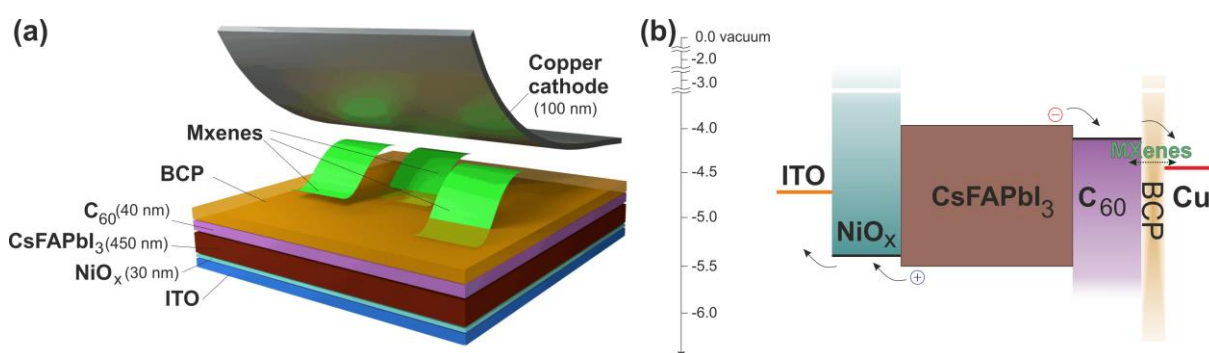 (a)
Copper
cathode
(100 nm)
Mxenes
BCP
C₆₀ (40 nm)
CsFAPbI₃ (450 nm)
NiOₓ (30 nm)
ITO
(b)
0.0 vacuum
-2.0
-3.0
-4.0
-4.5
-5.0
-5.5
-6.0
ITO
NiOₓ
CsFAPbI₃
C₆₀
MXenes
BCP
Cu
−
+